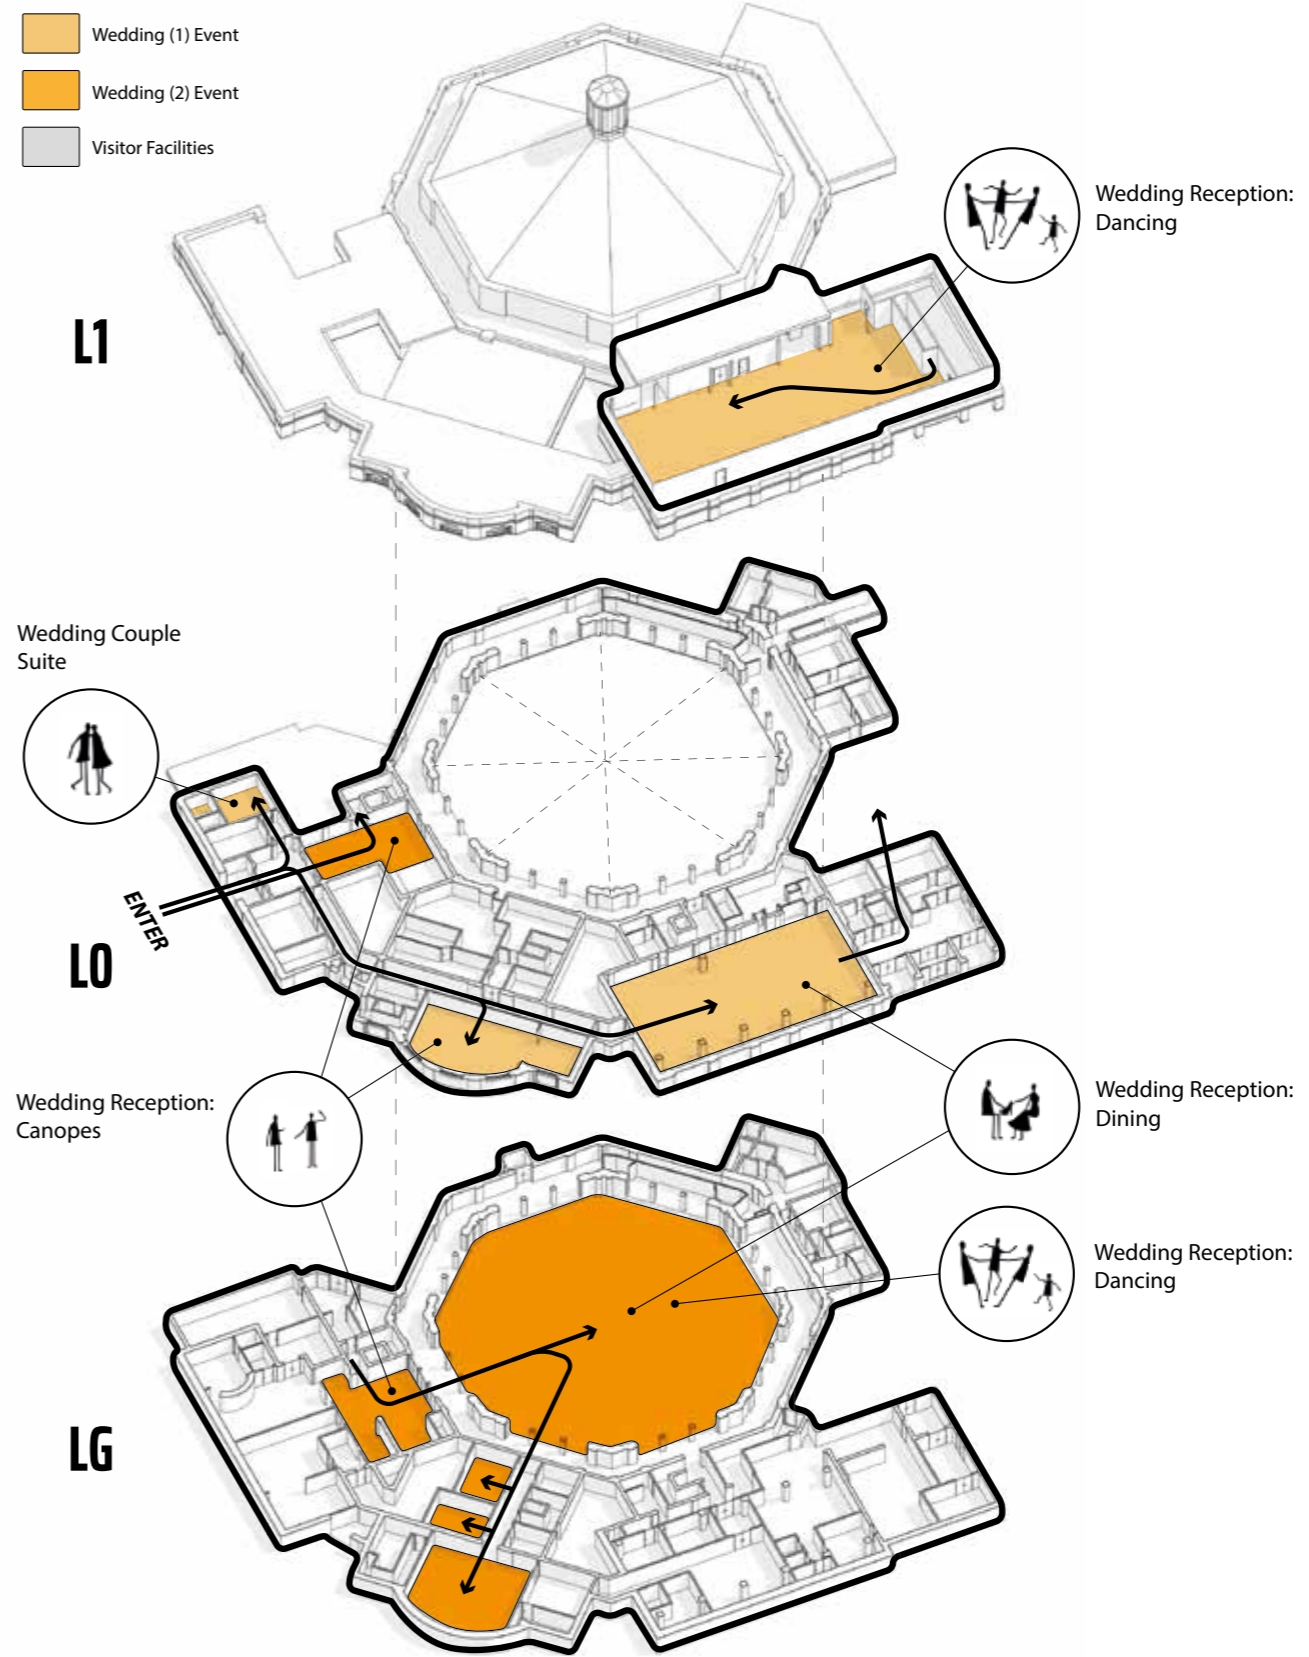 Wedding (1) Event
Wedding (2) Event
Visitor Facilities
Wedding Reception:
Dancing
L1
Wedding Couple
Suite
ENTER
L0
Wedding Reception:
Canopes
Wedding Reception:
Dining
Wedding Reception:
Dancing
LG